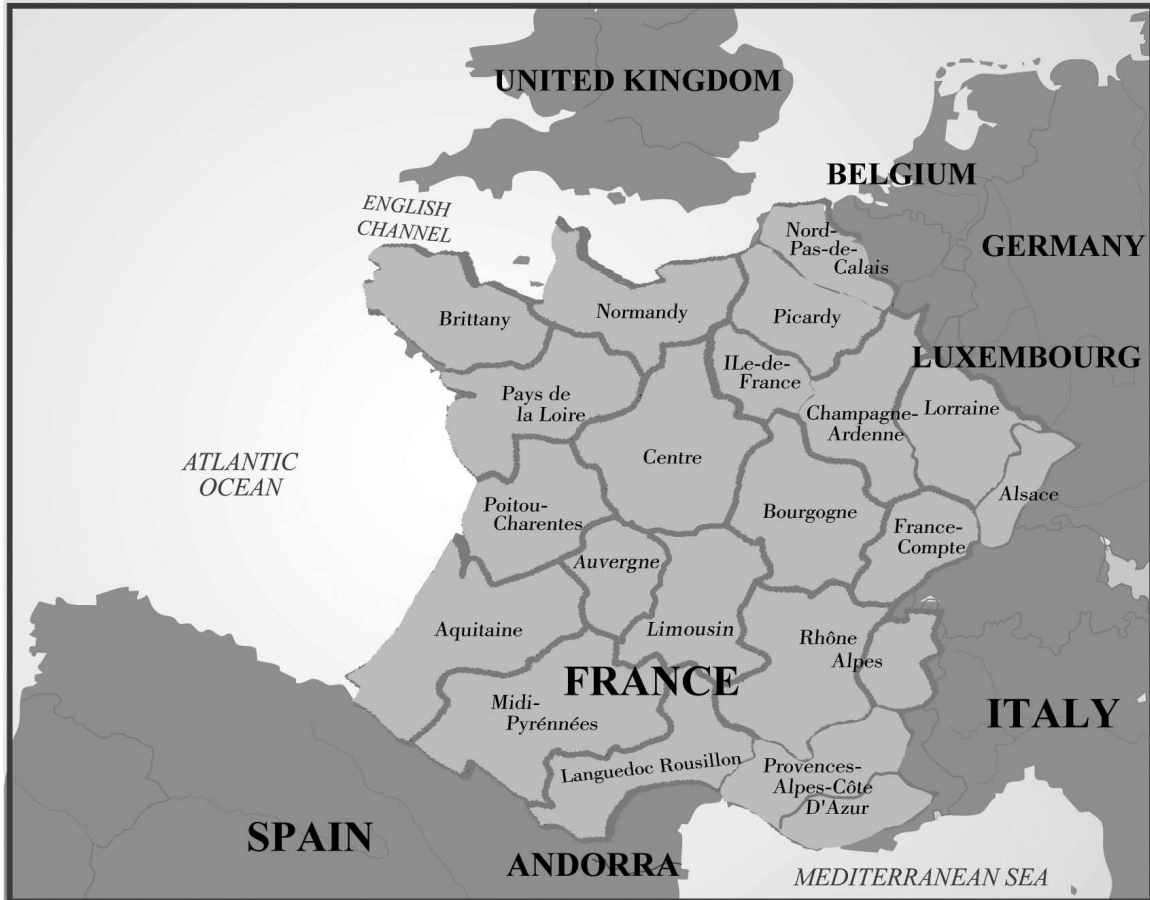 UNITED KINGDOM
BELGIUM
ENGLISH
CHANNEL
Nord-
Pas-de-
Calais
GERMANY
Brittany
Normandy
Picardy
LUXEMBOURG
ILe-de-
France
Pays de
la Loire
Champagne-
Ardenne
Lorraine
ATLANTIC
OCEAN
Centre
Alsace
Poitou-
Charentes
Bourgogne
France-
Compte
Auvergne
Aquitaine
Limousin
Rhône
Alpes
FRANCE
Midi-
Pyrénnées
ITALY
Languedoc Rousillon
Provences-
Alpes-Côte
D'Azur
SPAIN
ANDORRA
MEDITERRANEAN SEA